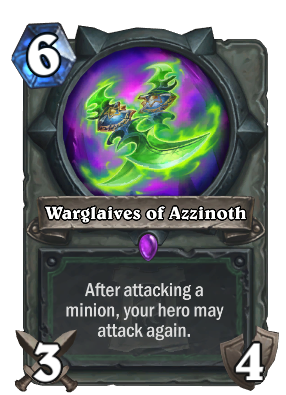 6
Warglaives of Azzinoth
After attacking a
minion, your hero may
attack again.
3 4